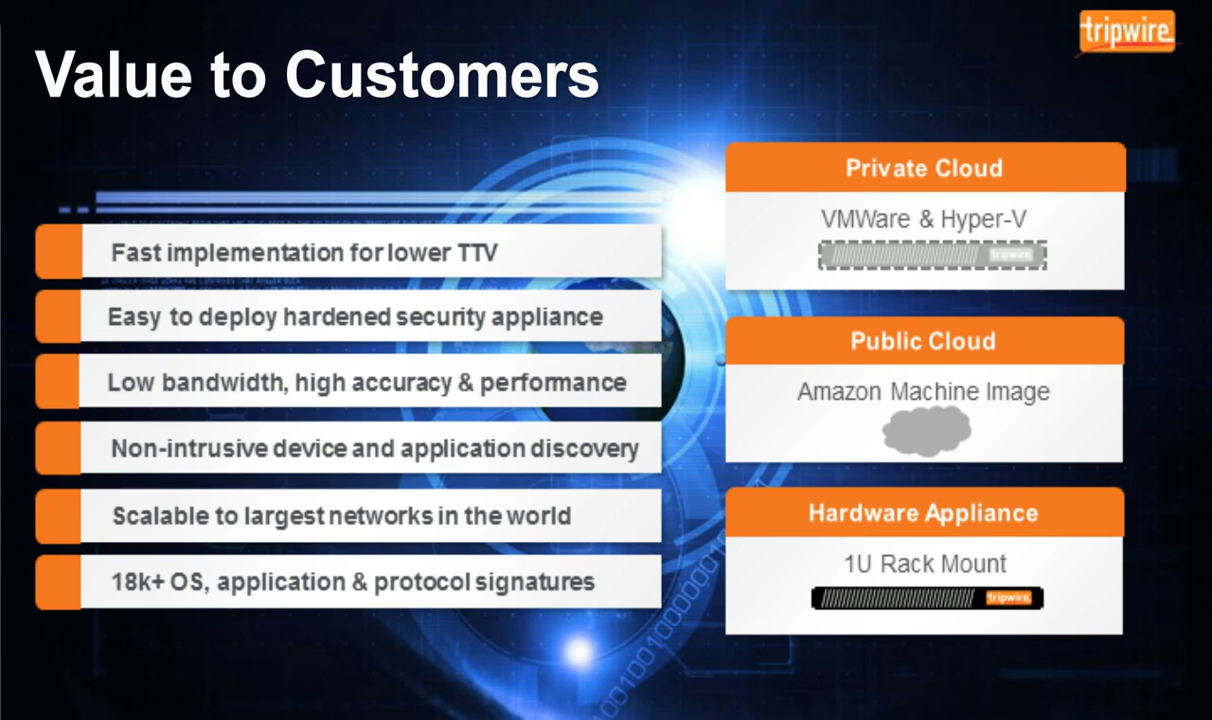 tripwire
Value to Customers
Fast implementation for lower TTV
Easy to deploy hardened security appliance
Low bandwidth, high accuracy & performance
Non-intrusive device and application discovery
Scalable to largest networks in the world
18k+ OS, application & protocol signatures
Private Cloud
VMWare & Hyper-V
tripwire
Public Cloud
Amazon Machine Image
Hardware Appliance
1U Rack Mount
tripwire